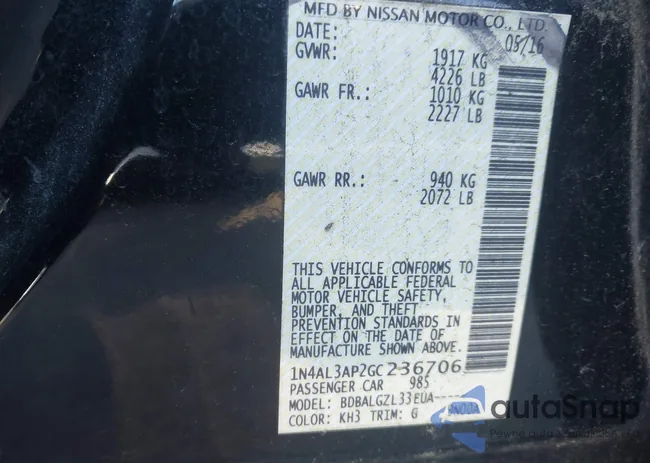 MFD BY NISSAN MOTOR CO., LTD.
DATE: 05/16
GVWR: 1917 KG
4226 LB
GAWR FR.: 1010 KG
2227 LB
GAWR RR.: 940 KG
2072 LB
THIS VEHICLE CONFORMS TO
ALL APPLICABLE FEDERAL
MOTOR VEHICLE SAFETY,
BUMPER, AND THEFT
PREVENTION STANDARDS IN
EFFECT ON THE DATE OF
MANUFACTURE SHOWN ABOVE.
1N4AL3AP2GC236706
PASSENGER CAR 985
MODEL: BDBALGZL33EUA-----
COLOR: KH3 TRIM: G
autoSnap